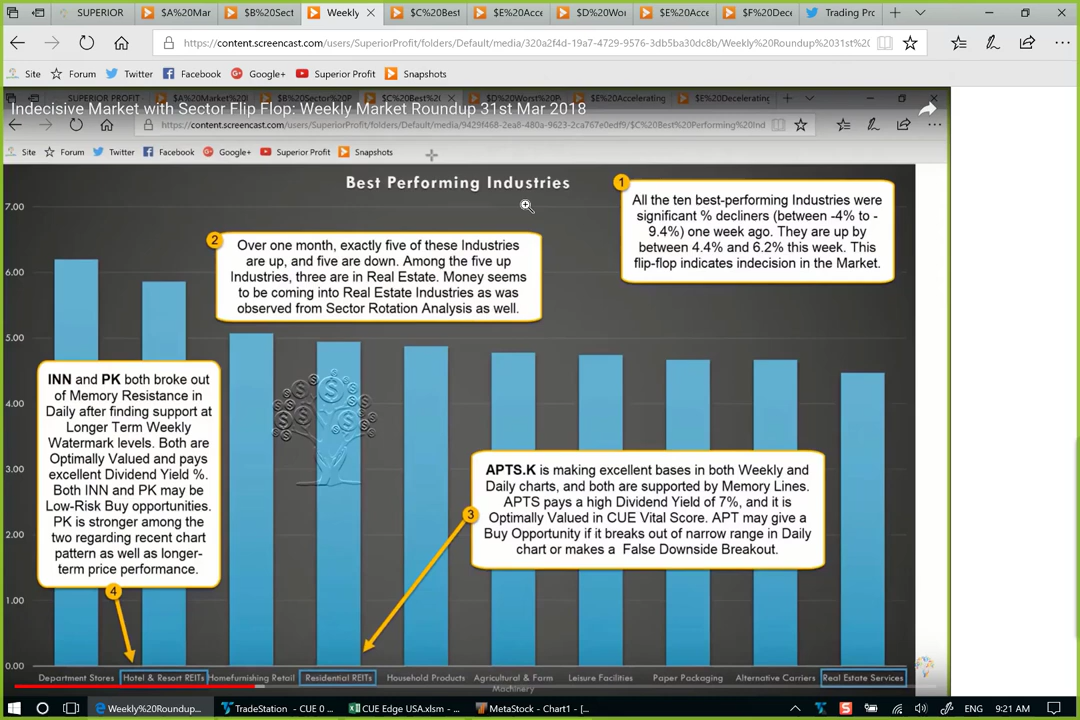 SUPERIOR
$A%20Mar
$B%20Sect
Weekly
$C%20Best
$E%20Acce
$D%20Wor
$E%20Acce
$F%20Dec
Trading Pro
https://content.screencast.com/users/SuperiorProfit/folders/Default/media/320a2f4d-19a7-4729-9576-3db5ba30dc8b/Weekly%20Roundup%2031st%20
Site
Forum
Twitter
Facebook
Google+
Superior Profit
Snapshots
Indecisive Market with Sector Flip Flop: Weekly Market Roundup 31st Mar 2018
https://content.screencast.com/users/SuperiorProfit/folders/Default/media/9429f468-2ea8-480a-9623-2ca767e0edf9/$C%20Best%20Performing%20Ind
Site
Forum
Twitter
Facebook
Google+
Superior Profit
Snapshots
Best Performing Industries
1
All the ten best-performing Industries were
significant % decliners (between -4% to -
9.4%) one week ago. They are up by
between 4.4% and 6.2% this week. This
flip-flop indicates indecision in the Market.
2
Over one month, exactly five of these Industries
are up, and five are down. Among the five up
Industries, three are in Real Estate. Money seems
to be coming into Real Estate Industries as was
observed from Sector Rotation Analysis as well.
INN and PK both broke out
of Memory Resistance in
Daily after finding support at
Longer Term Weekly
Watermark levels. Both are
Optimally Valued and pays
excellent Dividend Yield %.
Both INN and PK may be
Low-Risk Buy opportunities.
PK is stronger among the
two regarding recent chart
pattern as well as longer-
term price performance.
4
APTS.K is making excellent bases in both Weekly and
Daily charts, and both are supported by Memory Lines.
APTS pays a high Dividend Yield of 7%, and it is
Optimally Valued in CUE Vital Score. APT may give a
Buy Opportunity if it breaks out of narrow range in Daily
chart or makes a False Downside Breakout.
3
7.00
6.00
5.00
4.00
3.00
2.00
1.00
0.00
Department Stores
Hotel & Resort REITs
Homefurnishing Retail
Residential REITs
Household Products
Agricultural & Farm
Machinery
Leisure Facilities
Paper Packaging
Alternative Carriers
Real Estate Services
Weekly%20Roundup...
TradeStation - CUE 0 ...
CUE Edge USA.xlsm - ...
MetaStock - Chart1 - [...
ENG
9:21 AM